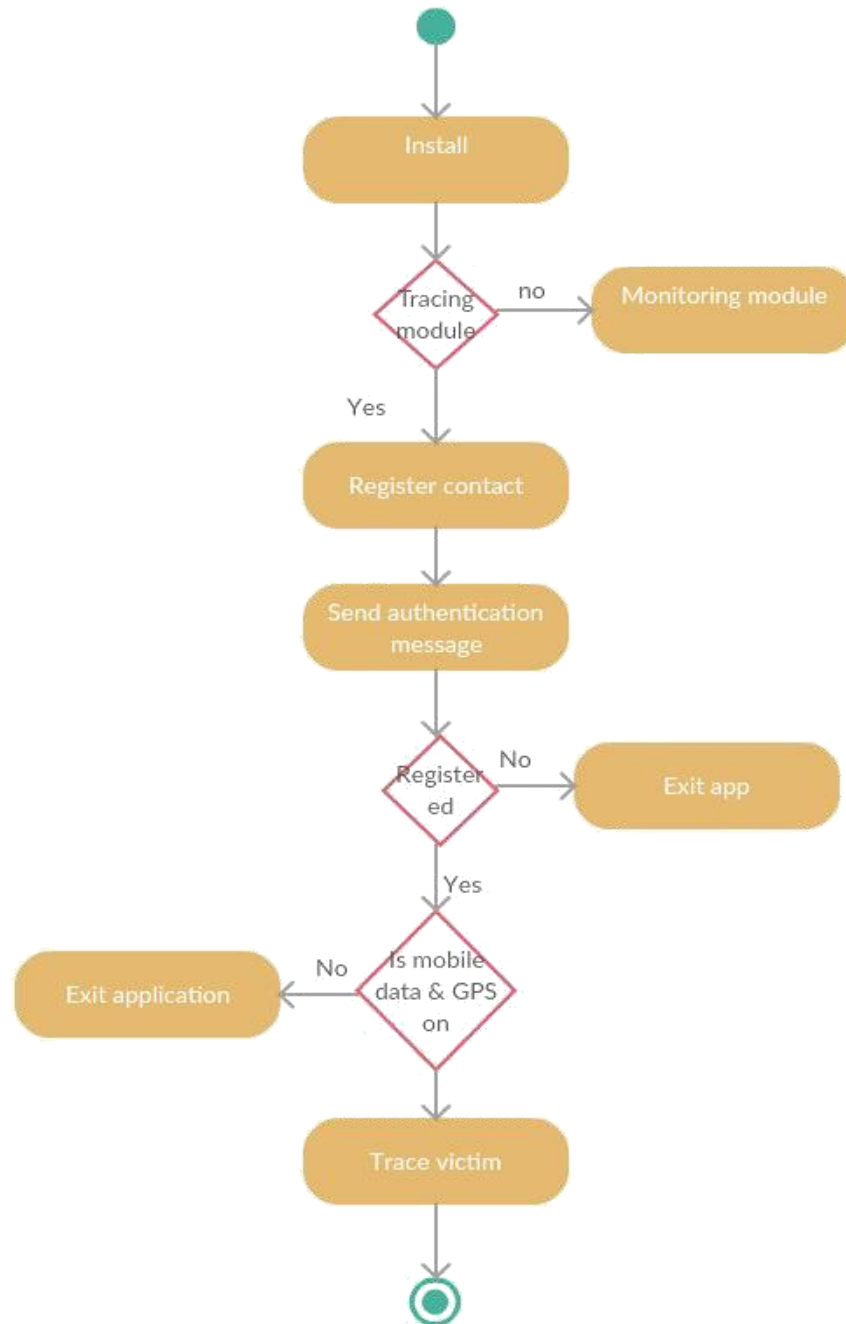 Install
Tracing
module
no
Monitoring module
Yes
Register contact
Send authentication
message
Register
ed
No
Exit app
Yes
Is mobile
data & GPS
on
No
Exit application
Trace victim